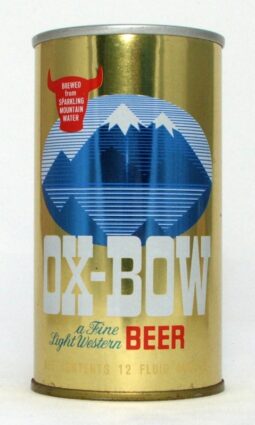 BREWED
from
SPARKLING
MOUNTAIN
WATER
OX-BOW
a Fine
Light Western BEER
CONTENTS 12 FLUID